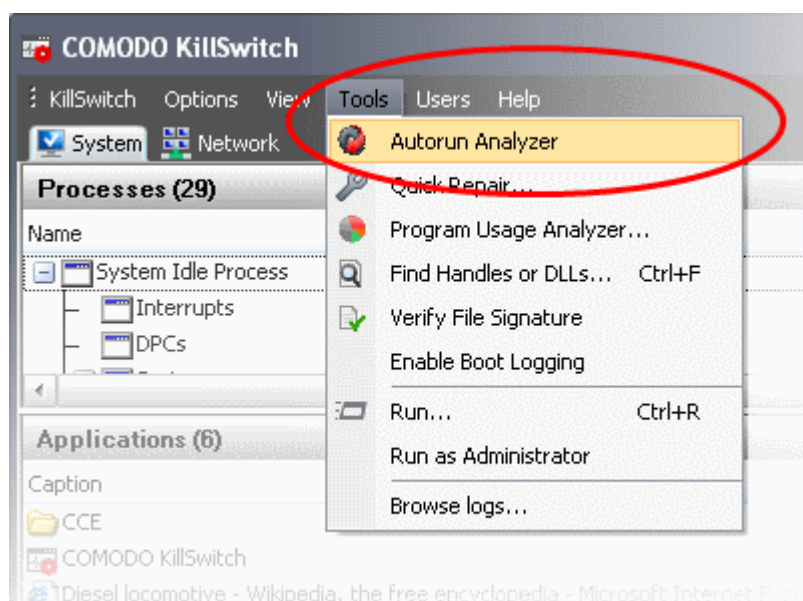 COMODO KillSwitch
KillSwitch Options View Tools Users Help
System Network
Autorun Analyzer
Quick Repair...
Program Usage Analyzer...
Find Handles or DLLs... Ctrl+F
Verify File Signature
Enable Boot Logging
Run... Ctrl+R
Run as Administrator
Browse logs...
Processes (29)
Name
System Idle Process
Interrupts
DPCs
Applications (6)
Caption
CCE
COMODO KillSwitch
Diesel locomotive - Wikipedia, the free encyclopedia - Microsoft Internet